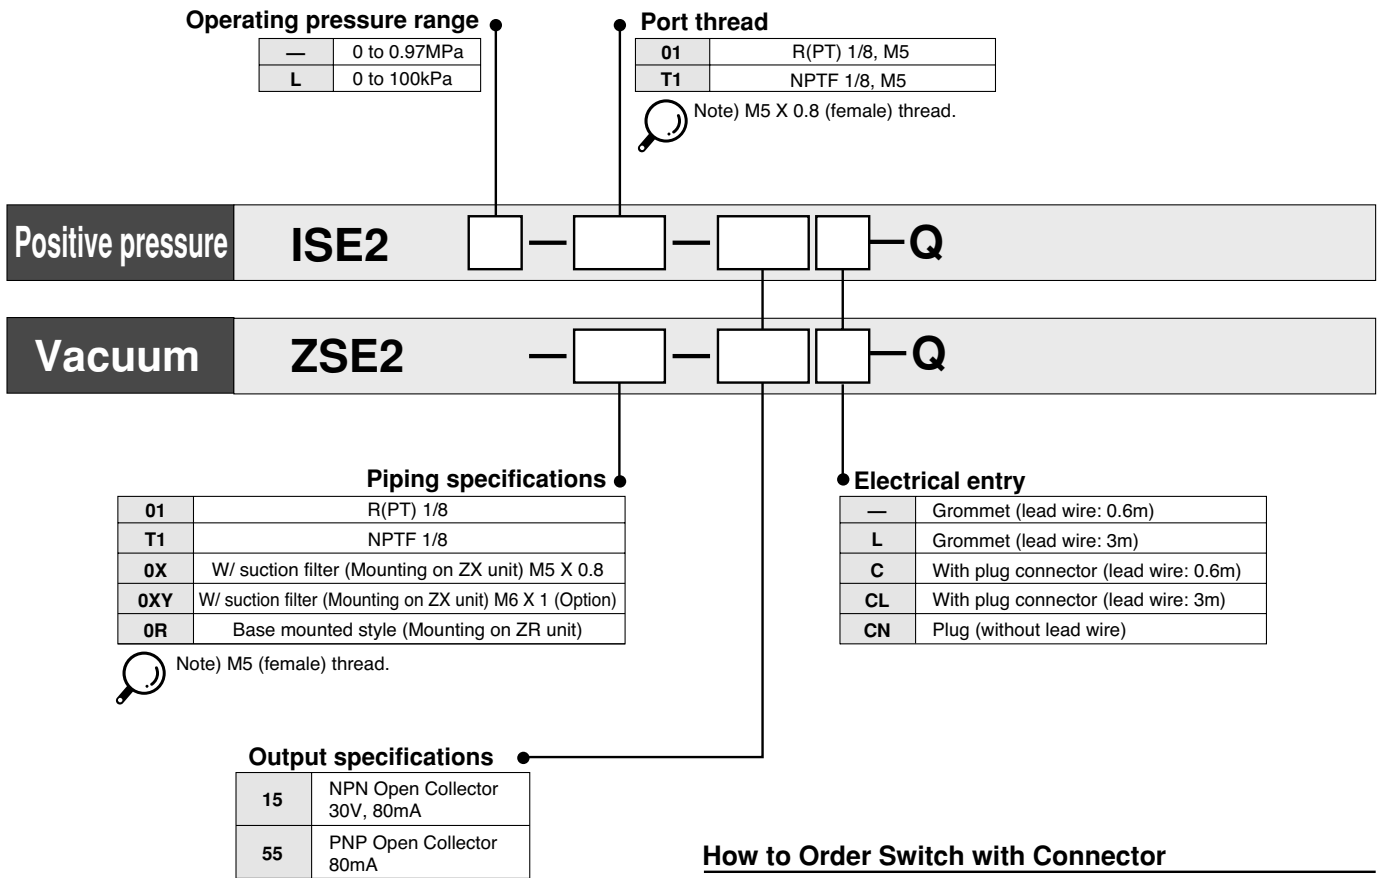 Operating pressure range
— 0 to 0.97MPa
L 0 to 100kPa
Port thread
01 R(PT) 1/8, M5
T1 NPTF 1/8, M5
Note) M5 X 0.8 (female) thread.
Positive pressure ISE2 — — — Q
Vacuum ZSE2 — — — Q
Piping specifications
01 R(PT) 1/8
T1 NPTF 1/8
0X W/ suction filter (Mounting on ZX unit) M5 X 0.8
0XY W/ suction filter (Mounting on ZX unit) M6 X 1 (Option)
0R Base mounted style (Mounting on ZR unit)
Note) M5 (female) thread.
Electrical entry
— Grommet (lead wire: 0.6m)
L Grommet (lead wire: 3m)
C With plug connector (lead wire: 0.6m)
CL With plug connector (lead wire: 3m)
CN Plug (without lead wire)
Output specifications
15 NPN Open Collector
30V, 80mA
55 PNP Open Collector
80mA
How to Order Switch with Connector